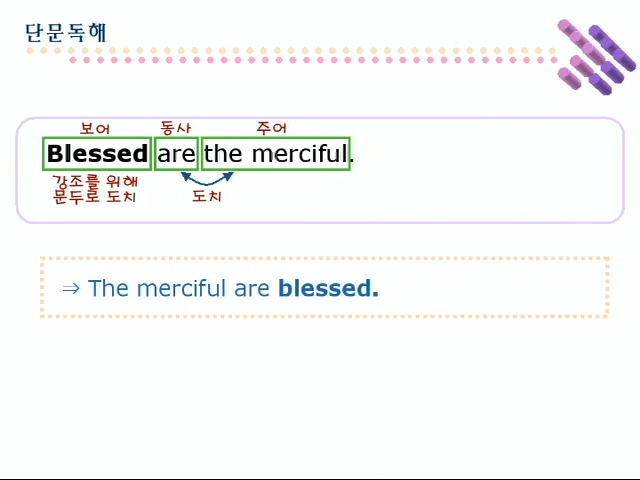 단문독해
보어 동사 주어
Blessed are the merciful.
강조를 위해
문두로 도치 도치
⇒ The merciful are blessed.